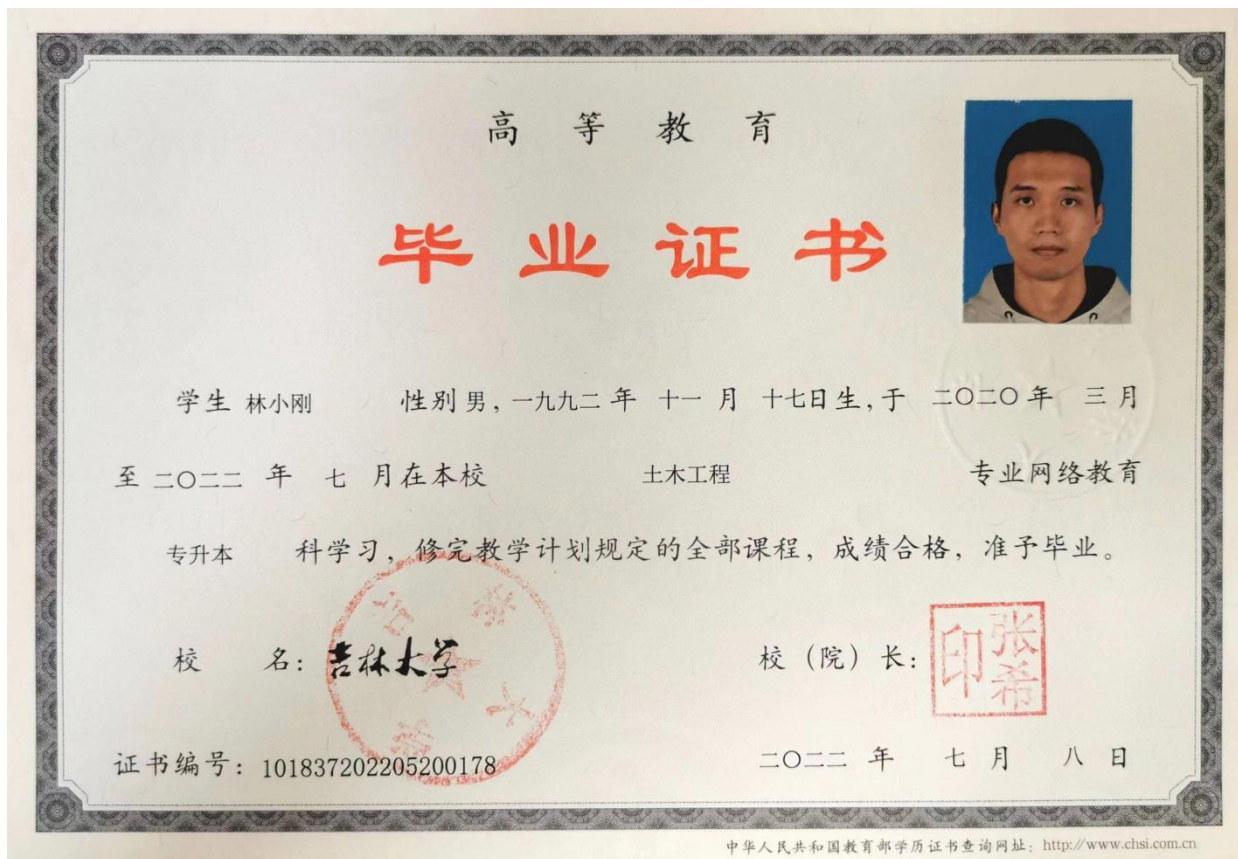 高等教育
毕业证书
学生 林小刚 性别 男，一九九二 年 十一 月 十七日生，于 二〇二〇 年 三 月
至 二〇二二 年 七 月在本校 土木工程 专业网络教育
专升本 科学习，修完教学计划规定的全部课程，成绩合格，准予毕业。
校 名：吉林大学
吉林大学
校（院）长：张希印
证书编号：101837202205200178
二〇二二 年 七 月 八 日
中华人民共和国教育部学历证书查询网址：http://www.chsi.com.cn